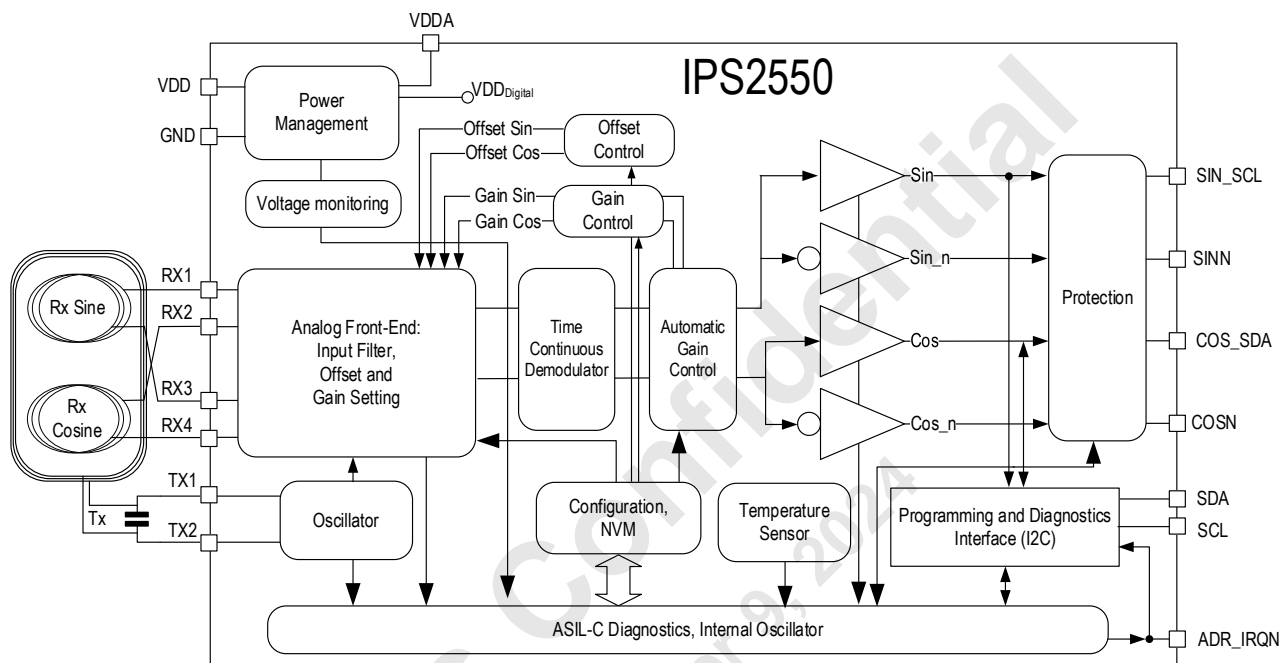 VDDA
IPS2550
VDD
GND
Power
Management
VDDDigital
Voltage monitoring
Offset Sin
Offset Cos
Offset
Control
Gain Sin
Gain Cos
Gain
Control
Sin
Sin_n
Cos
Cos_n
Protection
SIN_SCL
SINN
COS_SDA
COSN
Rx Sine
Rx
Cosine
RX1
RX2
RX3
RX4
Analog Front-End:
Input Filter,
Offset and
Gain Setting
Time
Continuous
Demodulator
Automatic
Gain
Control
TX1
Tx
TX2
Oscillator
Configuration,
NVM
Temperature
Sensor
Programming and Diagnostics
Interface (I2C)
SDA
SCL
ASIL-C Diagnostics, Internal Oscillator
ADR_IRQN
Confidential
9, 2024